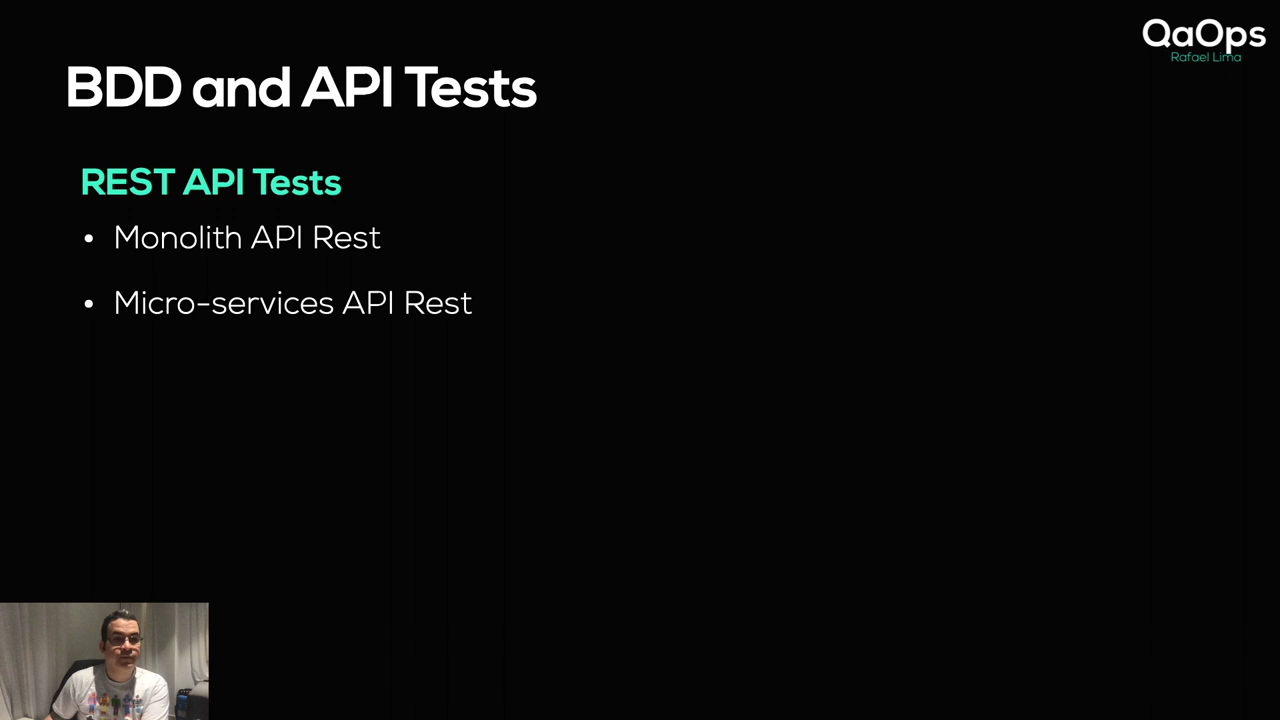 QaOps
Rafael Lima
BDD and API Tests
REST API Tests
• Monolith API Rest
• Micro-services API Rest